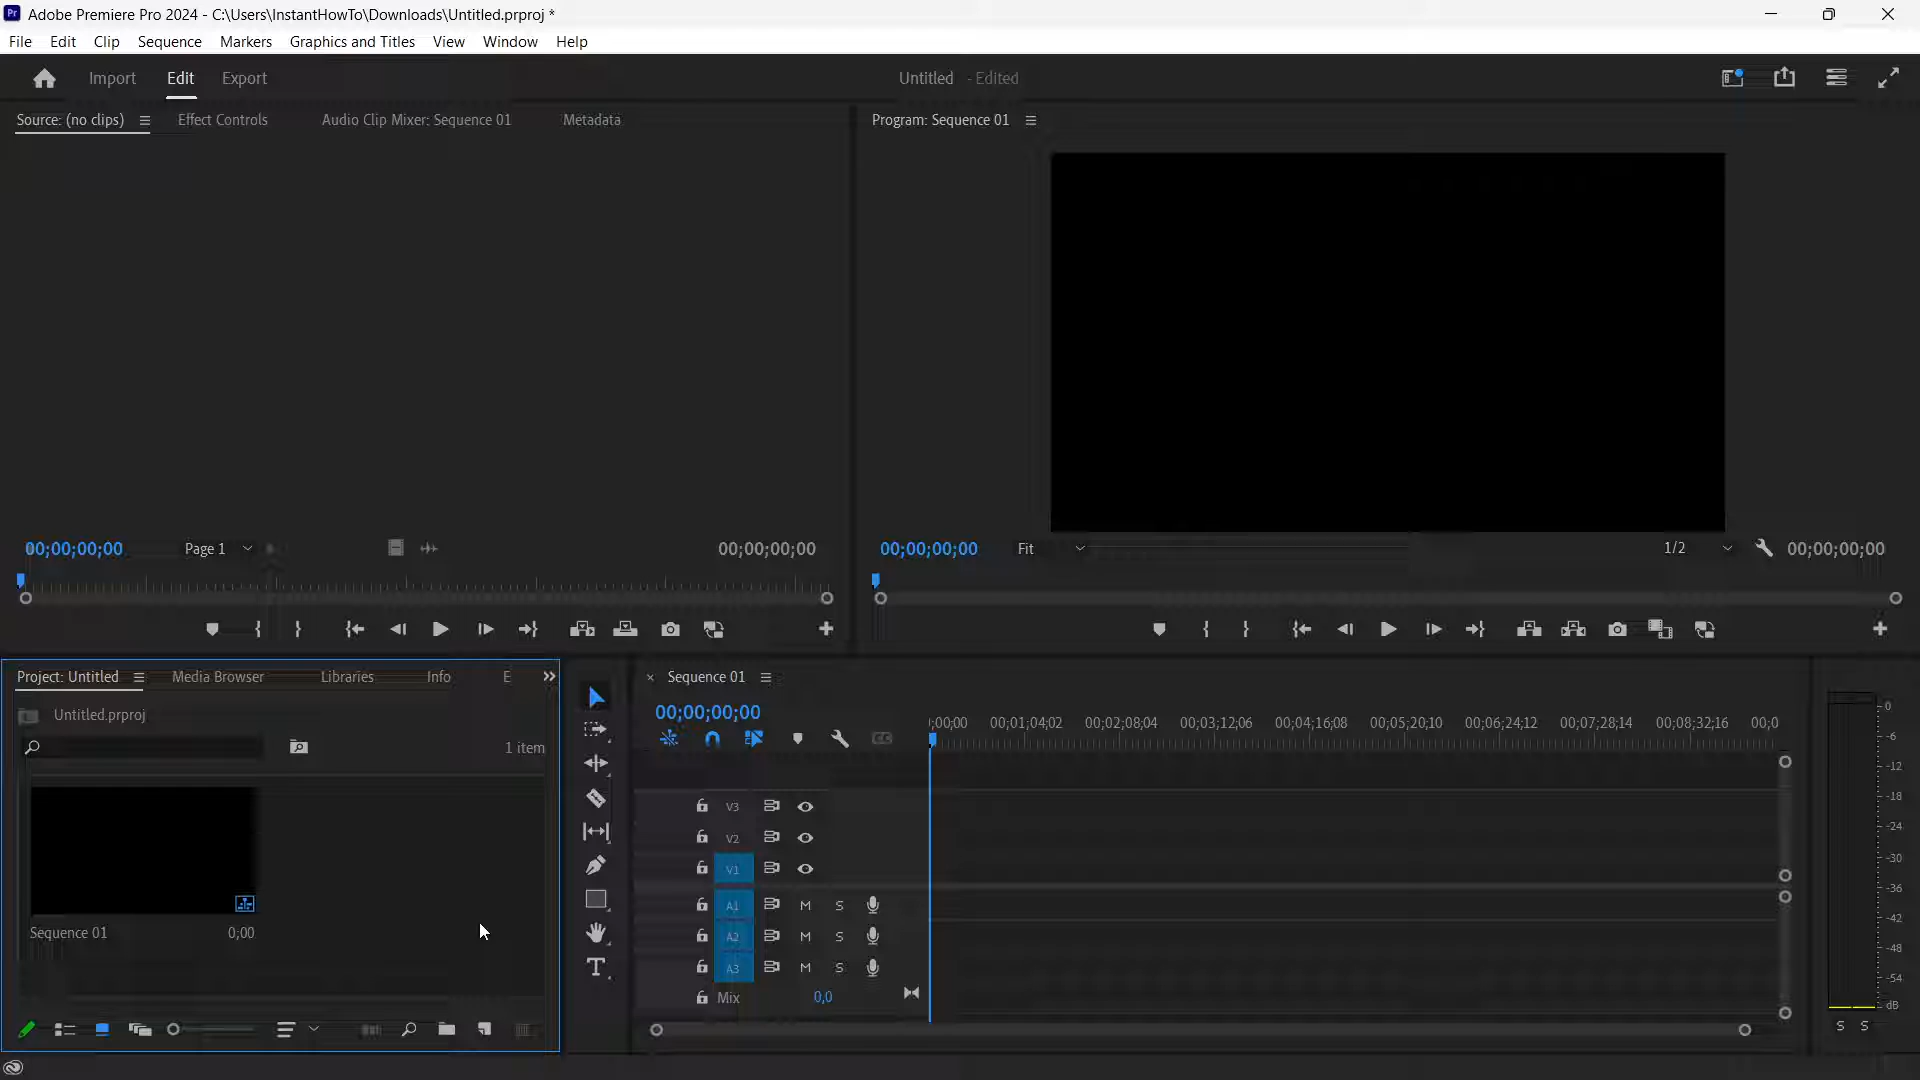 Adobe Premiere Pro 2024 - C:\Users\InstantHowTo\Downloads\Untitled.prproj *
File Edit Clip Sequence Markers Graphics and Titles View Window Help
Import Edit Export Untitled - Edited
Source: (no clips) Effect Controls Audio Clip Mixer: Sequence 01 Metadata Program: Sequence 01
00;00;00;00 Page 1 00;00;00;00 00;00;00;00 Fit 1/2 00;00;00;00
Project: Untitled Media Browser Libraries Info E
Untitled.prproj
1 item
Sequence 01 0;00
Sequence 01
00;00;00;00
;00;00 00;01;04;02 00;02;08;04 00;03;12;06 00;04;16;08 00;05;20;10 00;06;24;12 00;07;28;14 00;08;32;16 00;0
V3
V2
V1
A1 M S
A2 M S
A3 M S
Mix 0,0
0
-6
-12
-18
-24
-30
-36
-42
-48
-54
dB
S S